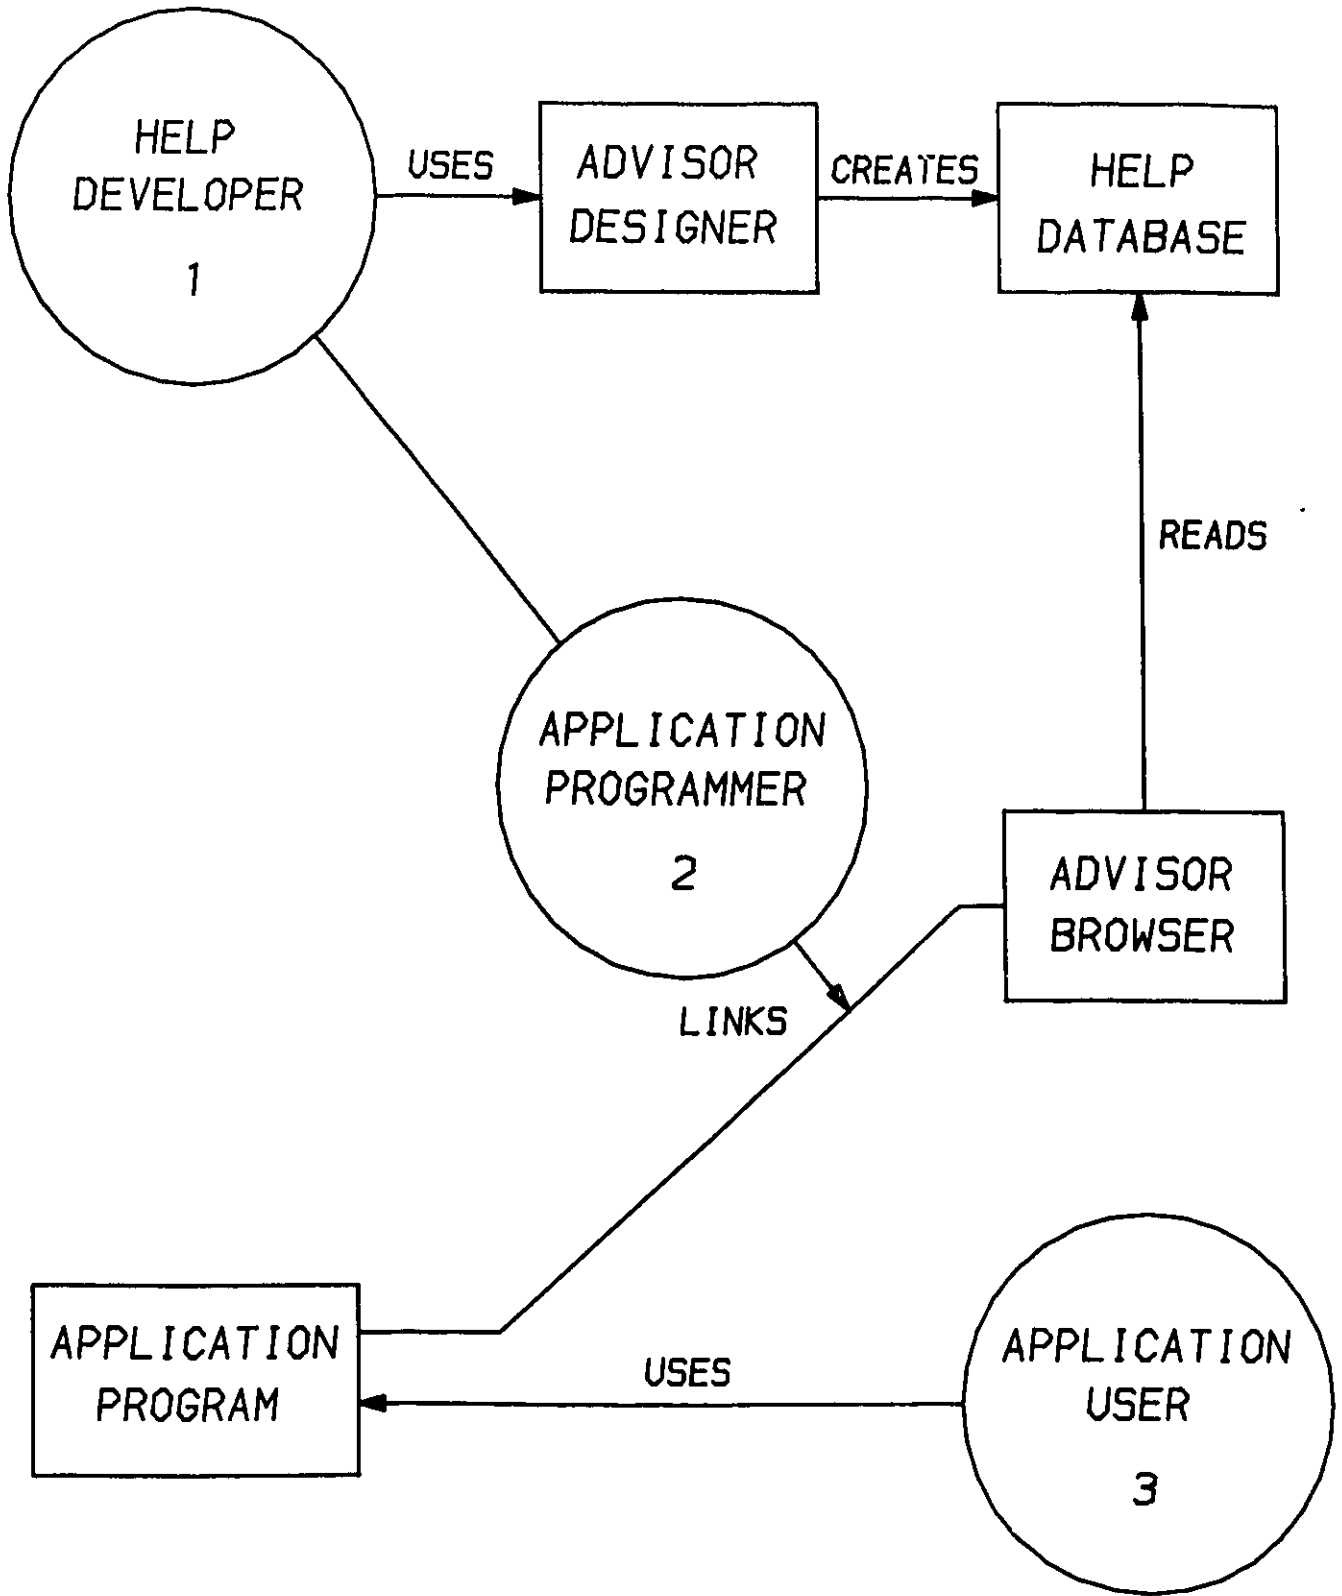 HELP
DEVELOPER
1
USES
ADVISOR
DESIGNER
CREATES
HELP
DATABASE
READS
APPLICATION
PROGRAMMER
2
LINKS
ADVISOR
BROWSER
APPLICATION
PROGRAM
USES
APPLICATION
USER
3